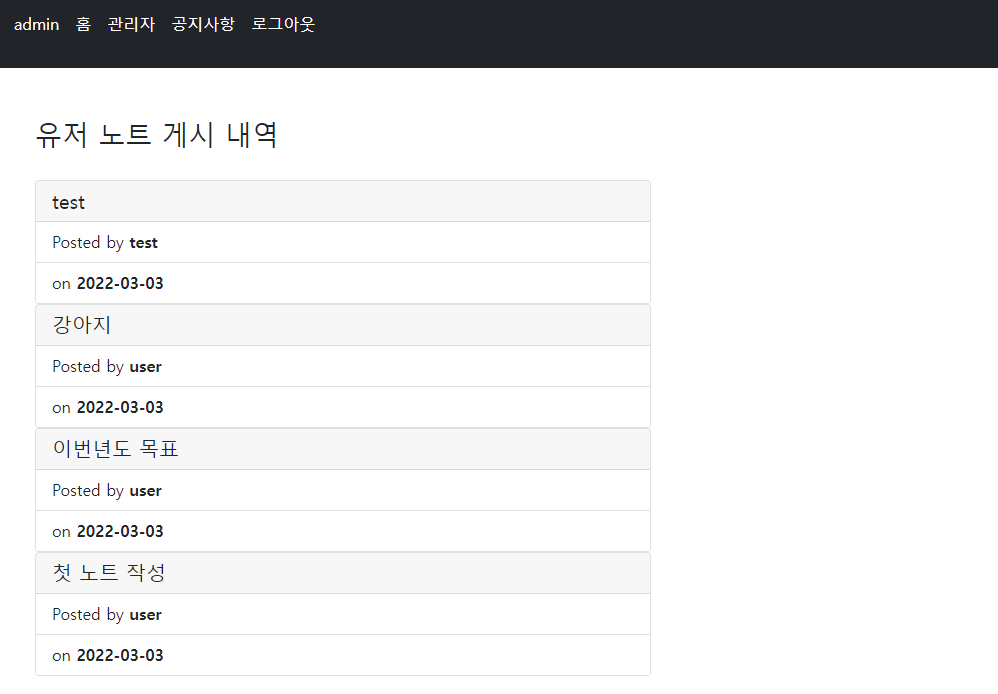 admin 홈 관리자 공지사항 로그아웃
유저 노트 게시 내역
test
Posted by test
on 2022-03-03
강아지
Posted by user
on 2022-03-03
이번년도 목표
Posted by user
on 2022-03-03
첫 노트 작성
Posted by user
on 2022-03-03